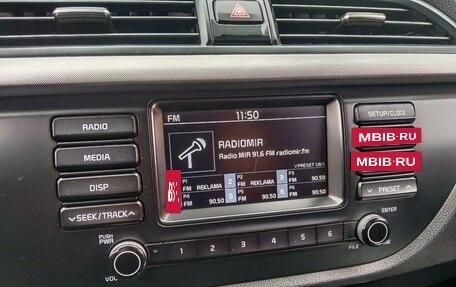 FM 11:50
RADIOMIR
Radio MIR 91.6 FM radiomir.fm
<PRESET 1/6>
P1 P2 P3
FM REKLAMA FM REKLAMA FM 90.50
P4 P5 P6
FM 90.50 FM 90.50 FM 90.50
RADIO
MEDIA
DISP
SEEK/TRACK
SETUP/CLOCK
MBIB·RU
MBIB·RU
PRESET
PUSH
PWR
VOL
1 2 3 4 5 6
ENTER
FILE